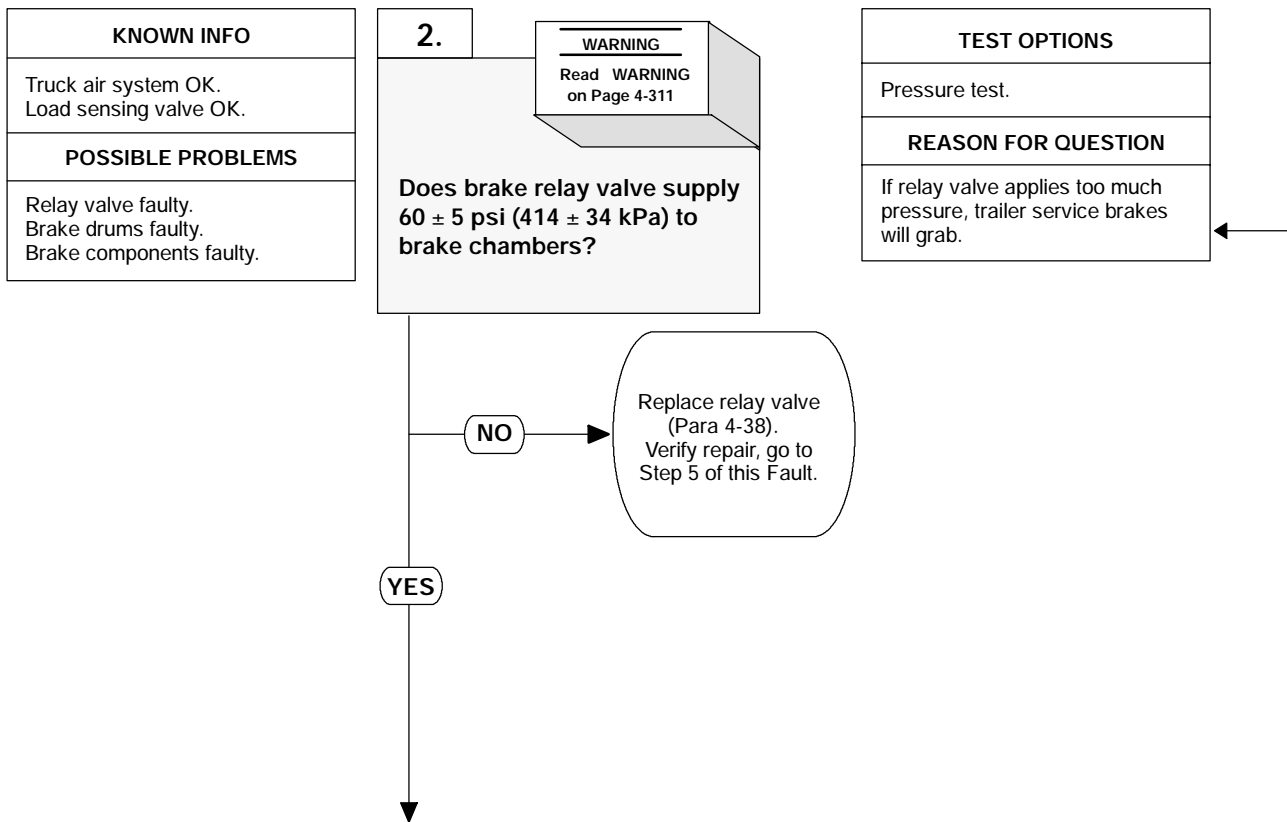 KNOWN INFO
Truck air system OK.
Load sensing valve OK.
POSSIBLE PROBLEMS
Relay valve faulty.
Brake drums faulty.
Brake components faulty.
2.
WARNING
Read WARNING
on Page 4-311
Does brake relay valve supply
60 ± 5 psi (414 ± 34 kPa) to
brake chambers?
TEST OPTIONS
Pressure test.
REASON FOR QUESTION
If relay valve applies too much
pressure, trailer service brakes
will grab.
NO
Replace relay valve
(Para 4-38).
Verify repair, go to
Step 5 of this Fault.
YES